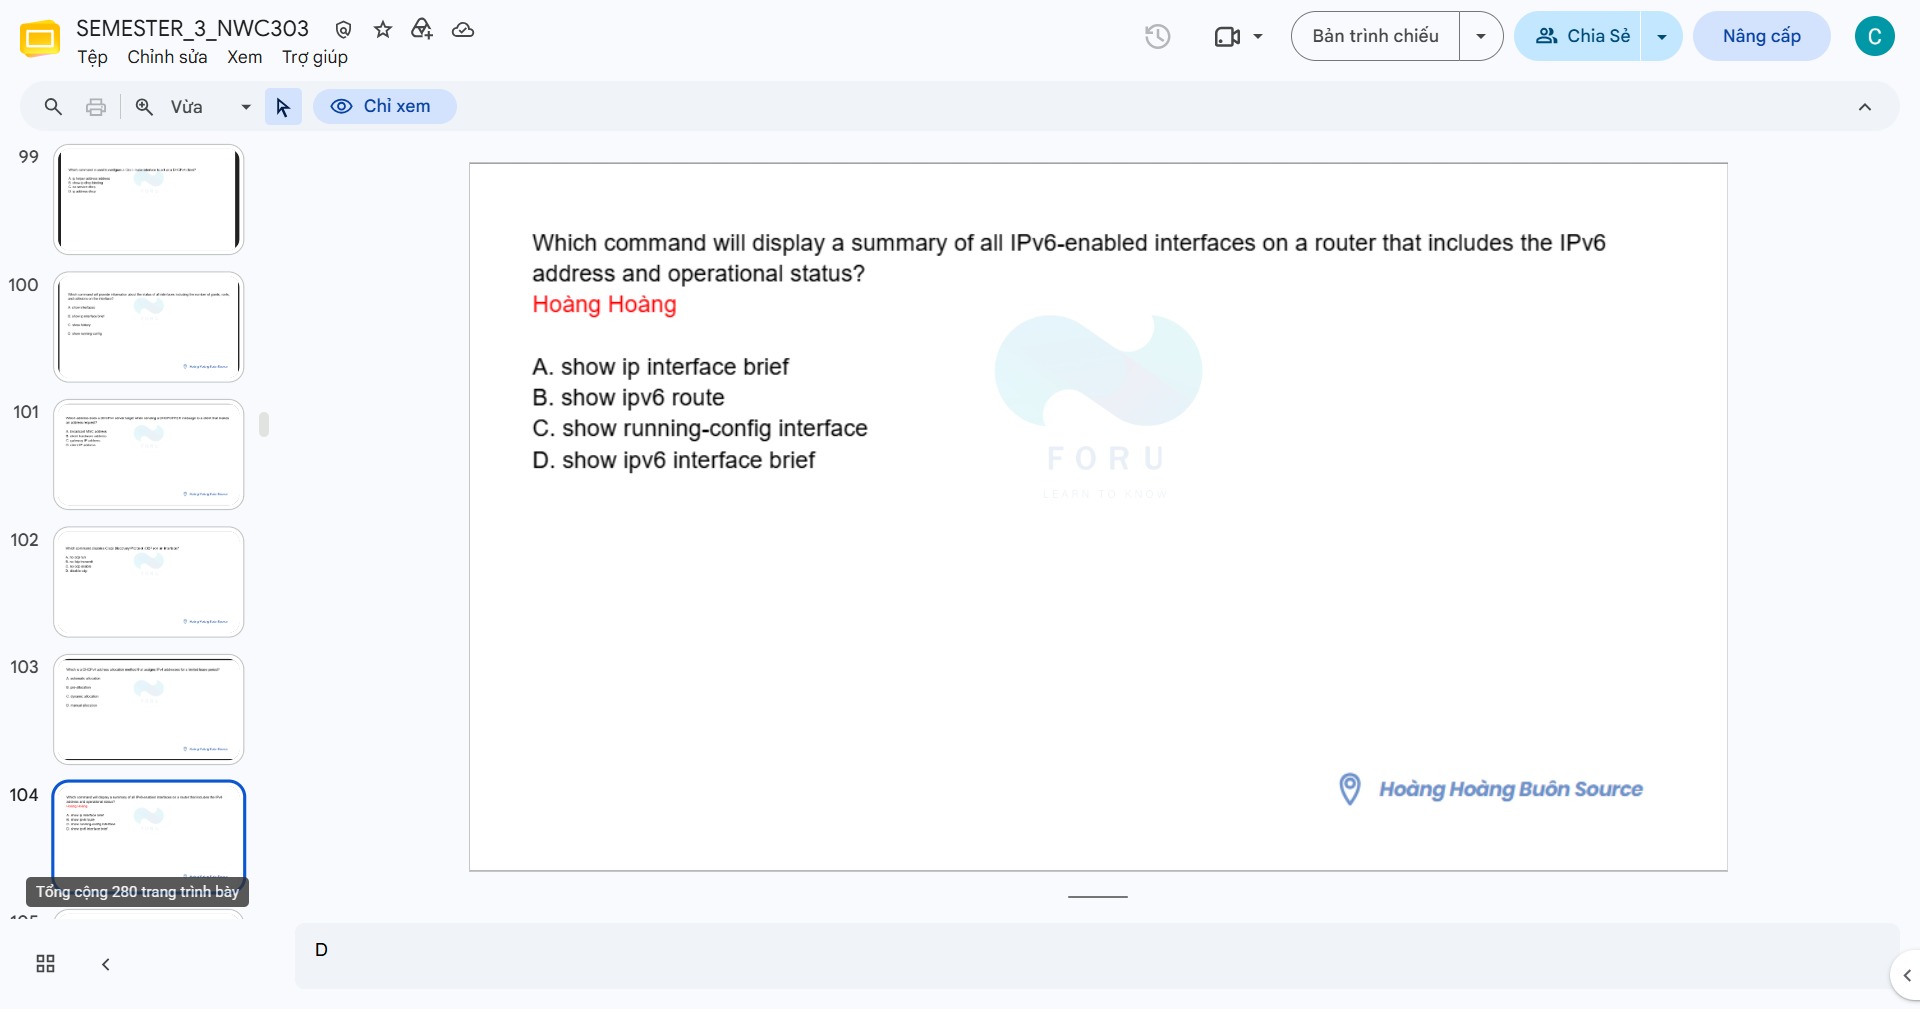 SEMESTER_3_NWC303
Tệp Chỉnh sửa Xem Trợ giúp
Bản trình chiếu
Chia Sẻ
Nâng cấp
C
Vừa
Chỉ xem
99
100
101
102
103
104
Tổng cộng 280 trang trình bày
Which command will display a summary of all IPv6-enabled interfaces on a router that includes the IPv6
address and operational status?
Hoàng Hoàng
A. show ip interface brief
B. show ipv6 route
C. show running-config interface
D. show ipv6 interface brief
FORU
LEARN TO KNOW
Hoàng Hoàng Buôn Source
D